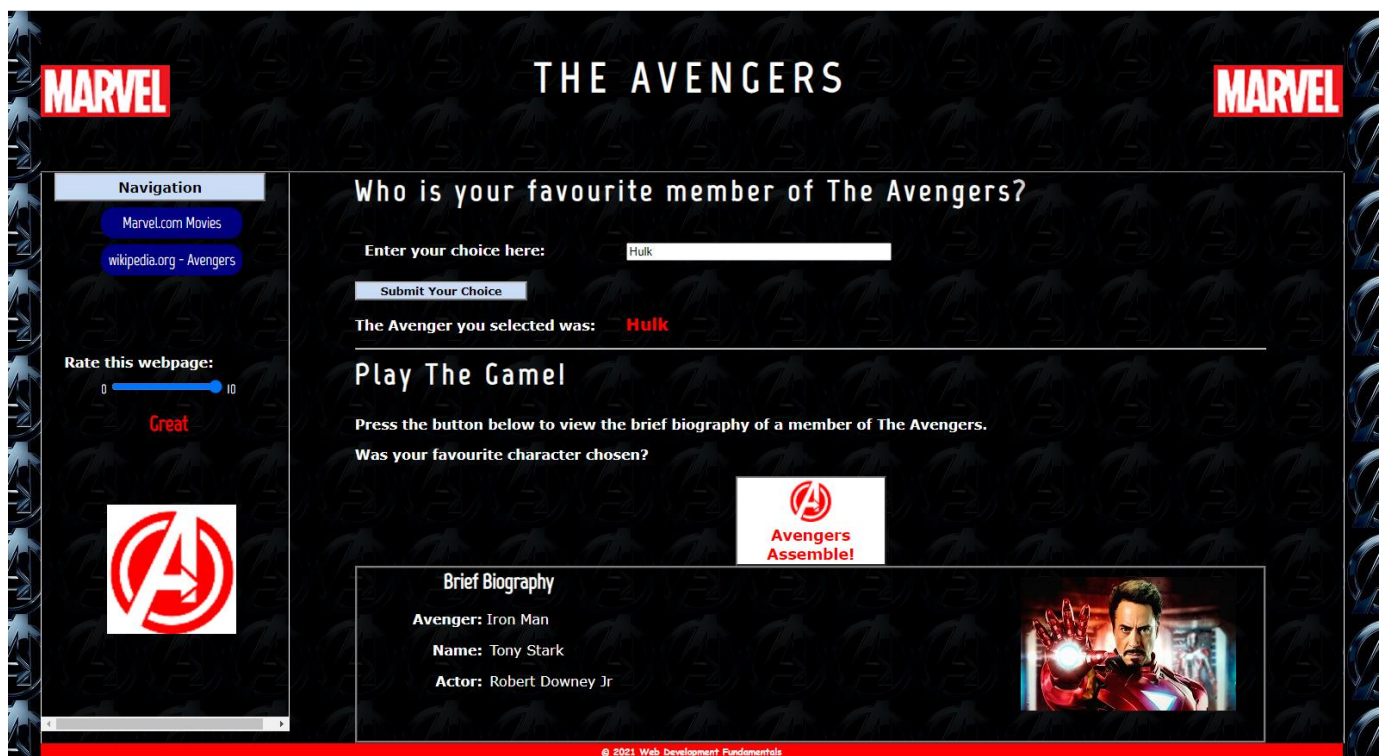 MARVEL
THE AVENGERS
MARVEL
Navigation
Marvel.com Movies
wikipedia.org - Avengers
Rate this webpage:
0 10
Great
Who is your favourite member of The Avengers?
Enter your choice here: Hulk
Submit Your Choice
The Avenger you selected was: Hulk
Play The Game!
Press the button below to view the brief biography of a member of The Avengers.
Was your favourite character chosen?
Avengers
Assemble!
Brief Biography
Avenger: Iron Man
Name: Tony Stark
Actor: Robert Downey Jr
© 2021 Web Development Fundamentals